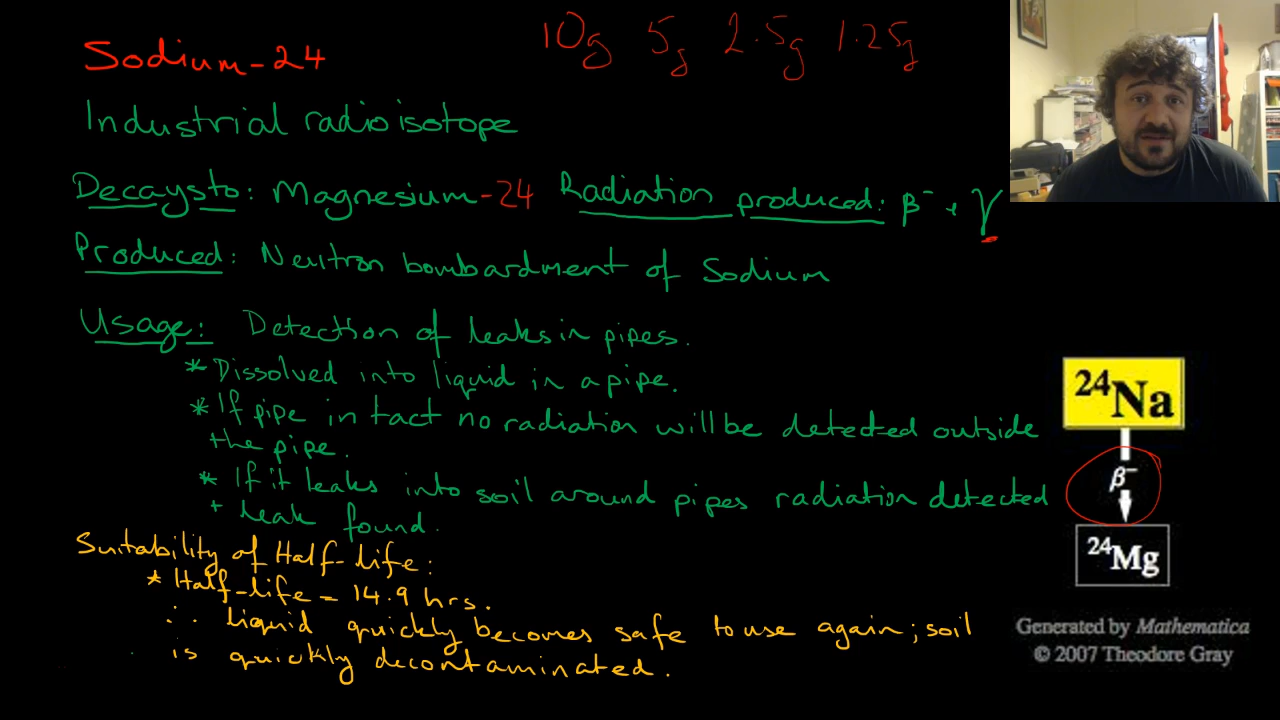 Sodium-24
10g 5g 2.5g 1.25g
Industrial radioisotope
Decays to: Magnesium-24 Radiation produced: β⁻ + γ
Produced: Neutron bombardment of Sodium
Usage: Detection of leaks in pipes.
* Dissolved into liquid in a pipe.
* If pipe in tact no radiation will be detected outside
the pipe.
* If it leaks into soil around pipes radiation detected
+ leak found.
Suitability of Half-life:
* Half-life = 14.9 hrs.
∴ liquid quickly becomes safe to use again; soil
is quickly decontaminated.
²⁴Na
β⁻
²⁴Mg
Generated by Mathematica
© 2007 Theodore Gray